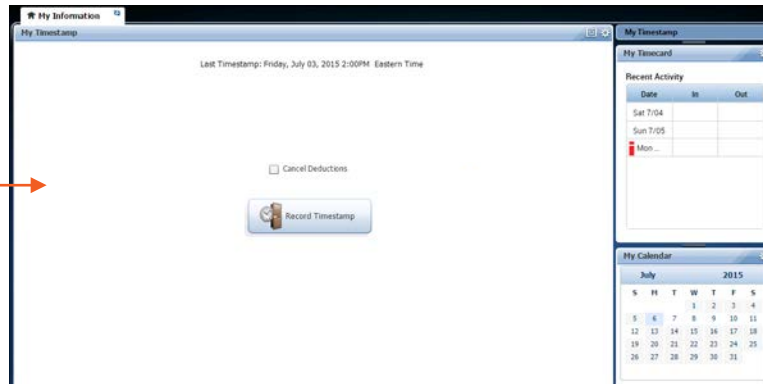 My Information
My Timestamp
Last Timestamp: Friday, July 03, 2015 2:00PM Eastern Time
Cancel Deductions
Record Timestamp
My Timestamp
My Timecard
Recent Activity
Date In Out
Sat 7/04
Sun 7/05
Mon ...
My Calendar
July 2015
S M T W T F S
1 2 3 4
5 6 7 8 9 10 11
12 13 14 15 16 17 18
19 20 21 22 23 24 25
26 27 28 29 30 31